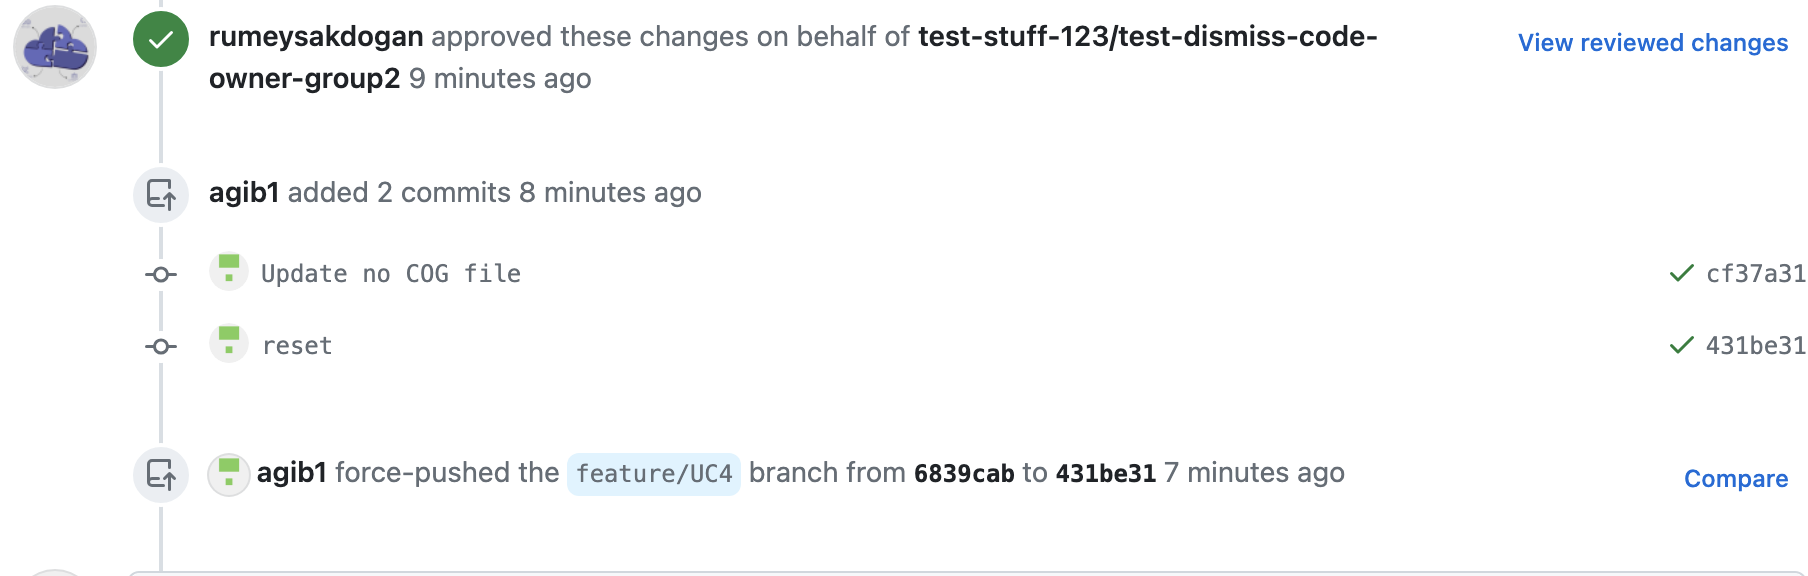 rumeysakdogan approved these changes on behalf of test-stuff-123/test-dismiss-code-
owner-group2 9 minutes ago
View reviewed changes
agib1 added 2 commits 8 minutes ago
Update no COG file cf37a31
reset 431be31
agib1 force-pushed the feature/UC4 branch from 6839cab to 431be31 7 minutes ago
Compare